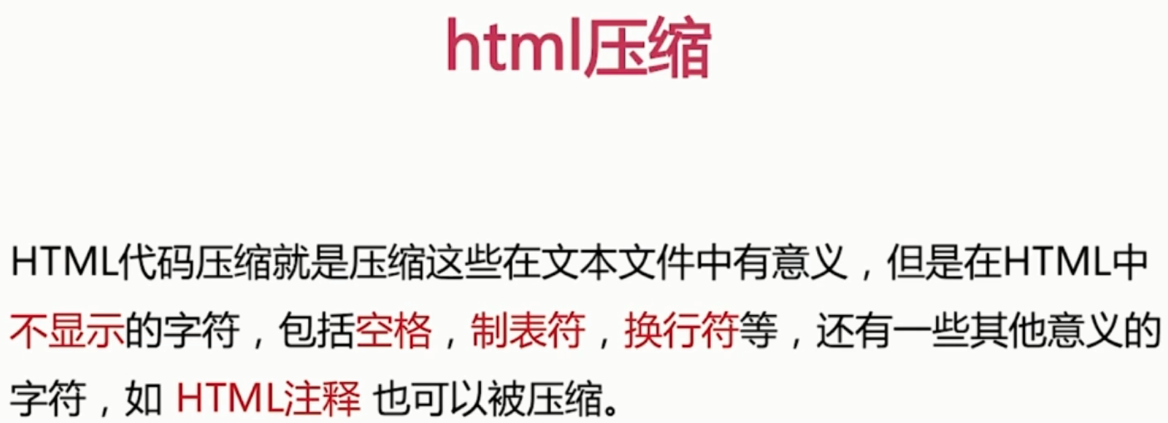 html压缩
HTML代码压缩就是压缩这些在文本文件中有意义，但是在HTML中
不显示的字符，包括空格，制表符，换行符等，还有一些其他意义的
字符，如 HTML注释 也可以被压缩。